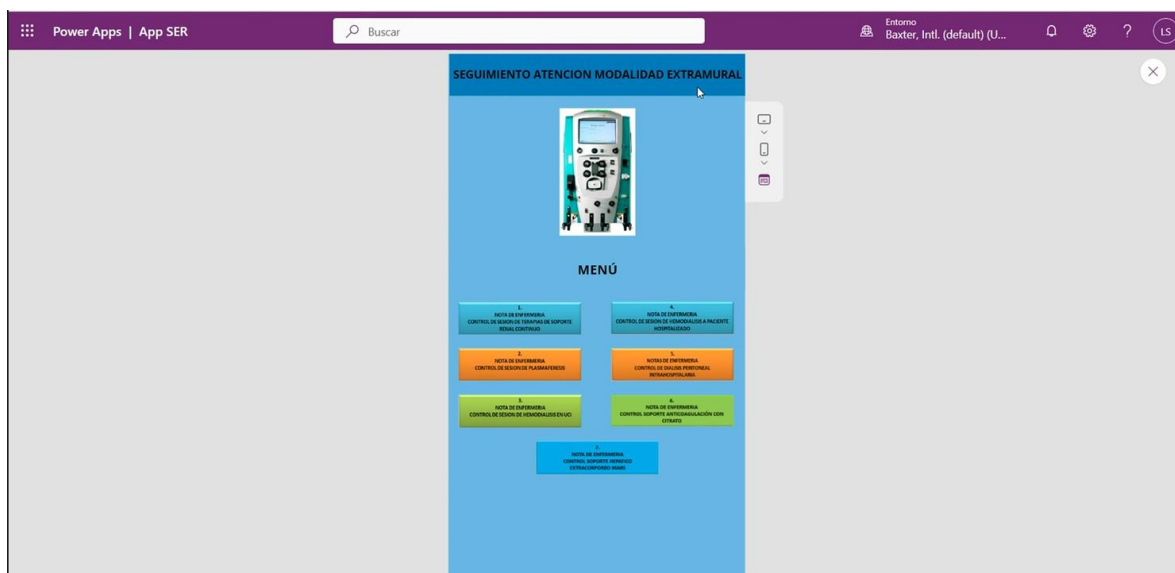 Power Apps | App SER
Buscar
Entorno
Baxter, Intl. (default) (U...
LS
SEGUIMIENTO ATENCION MODALIDAD EXTRAMURAL
MENÚ
1.
NOTA DE ENFERMERIA
CONTROL DE SESION DE TERAPIAS DE SOPORTE
RENAL CONTINUO
4.
NOTA DE ENFERMERIA
CONTROL DE SESION DE HEMODIALISIS A PACIENTE
HOSPITALIZADO
2.
NOTA DE ENFERMERIA
CONTROL DE SESION DE PLASMAFERESIS
5.
NOTAS DE ENFERMERIA
CONTROL DE DIALISIS PERITONEAL
INTRAHOSPITALARIA
3.
NOTA DE ENFERMERIA
CONTROL DE SESION DE HEMODIALISIS EN UCI
6.
NOTA DE ENFERMERIA
CONTROL SOPORTE ANTICOAGULACIÓN CON
CITRATO
7.
NOTA DE ENFERMERIA
CONTROL SOPORTE HEPATICO
EXTRACORPOREO MARS